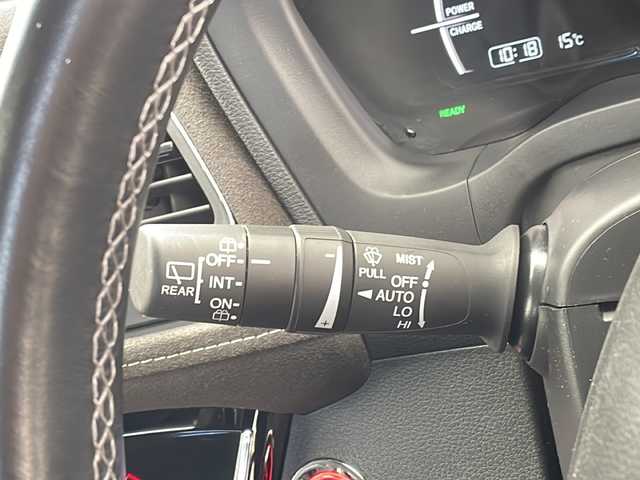 POWER
CHARGE
10:18 15℃
READY
OFF
INT
ON
REAR
− +
PULL
MIST
OFF
AUTO
LO
HI